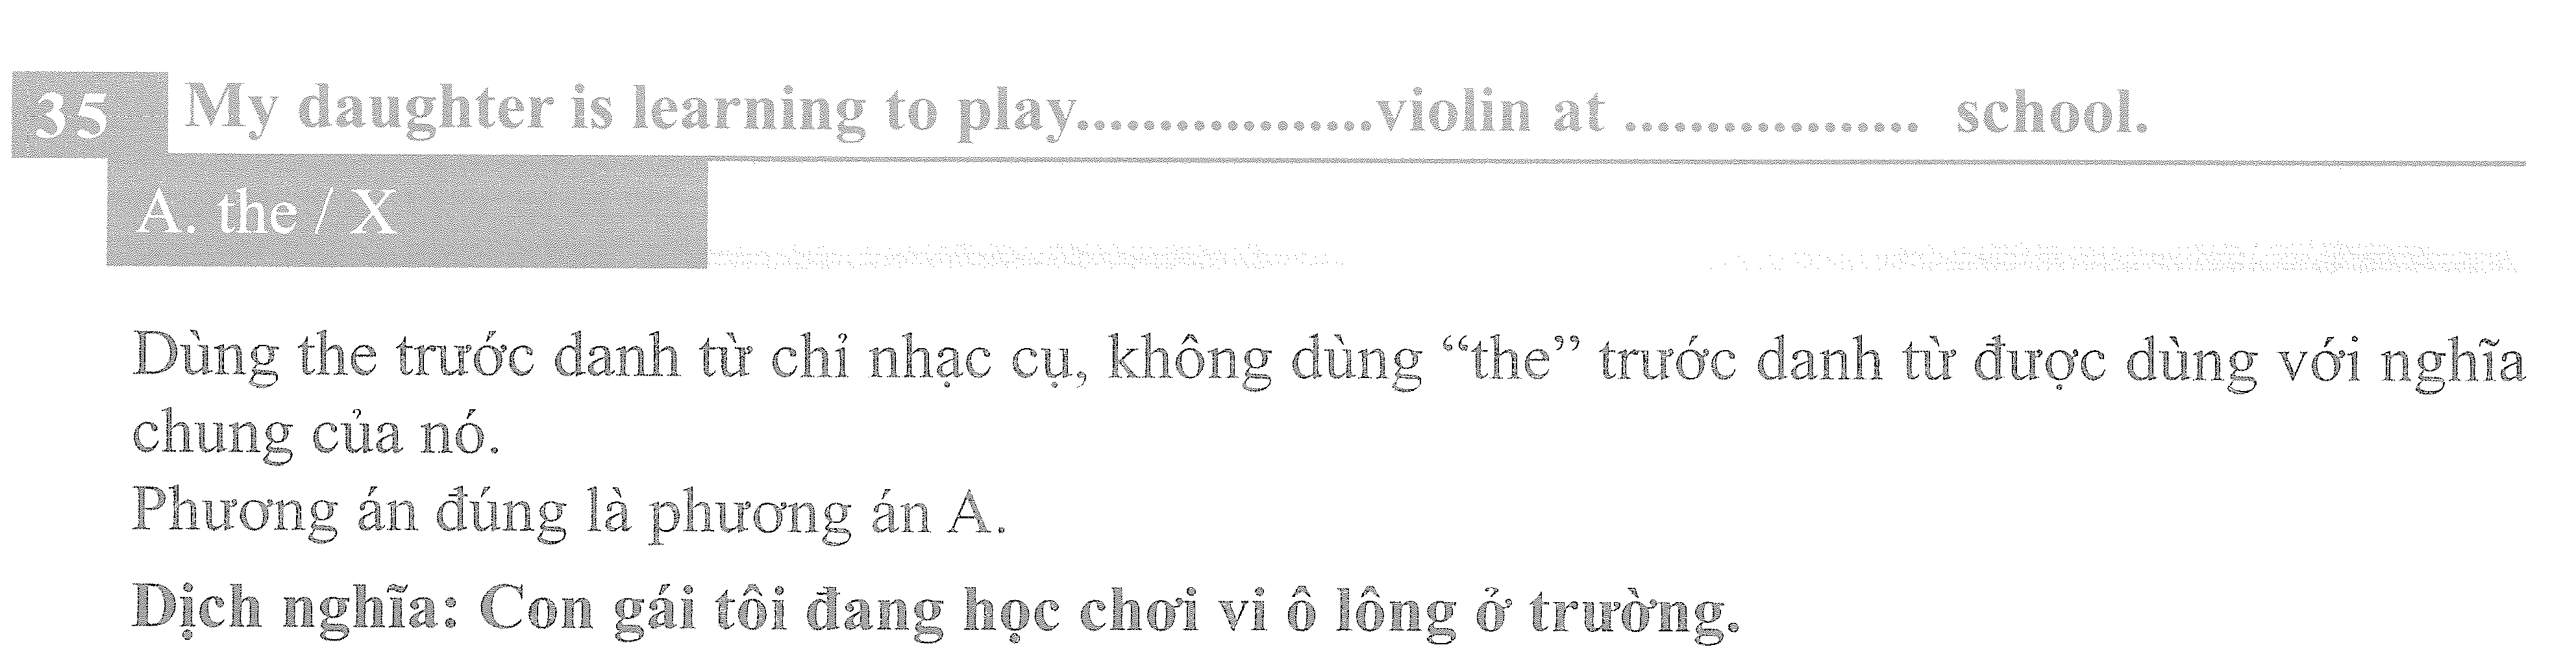 35 My daughter is learning to play.................violin at ................. school.
A. the / X
Dùng the trước danh từ chỉ nhạc cụ, không dùng “the” trước danh từ được dùng với nghĩa
chung của nó.
Phương án đúng là phương án A.
Dịch nghĩa: Con gái tôi đang học chơi vi ô lông ở trường.